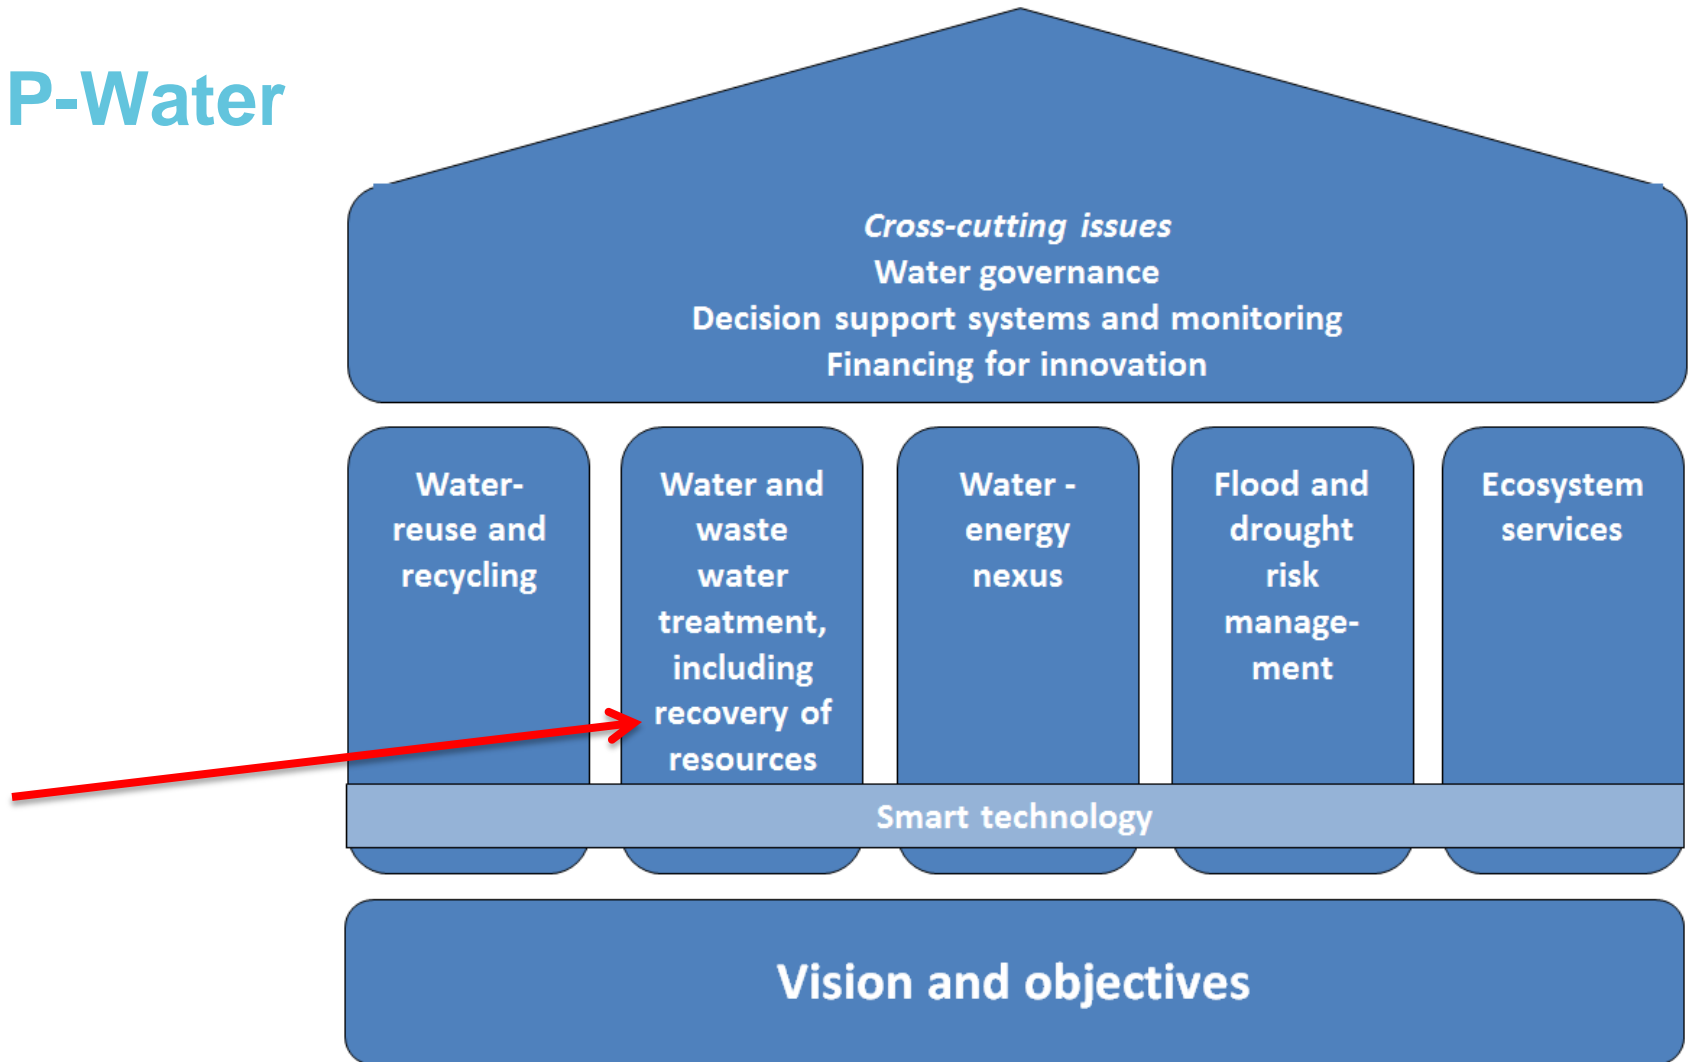 P-Water
Cross-cutting issues
Water governance
Decision support systems and monitoring
Financing for innovation
Water-
reuse and
recycling
Water and
waste
water
treatment,
including
recovery of
resources
Water -
energy
nexus
Flood and
drought
risk
manage-
ment
Ecosystem
services
Smart technology
Vision and objectives